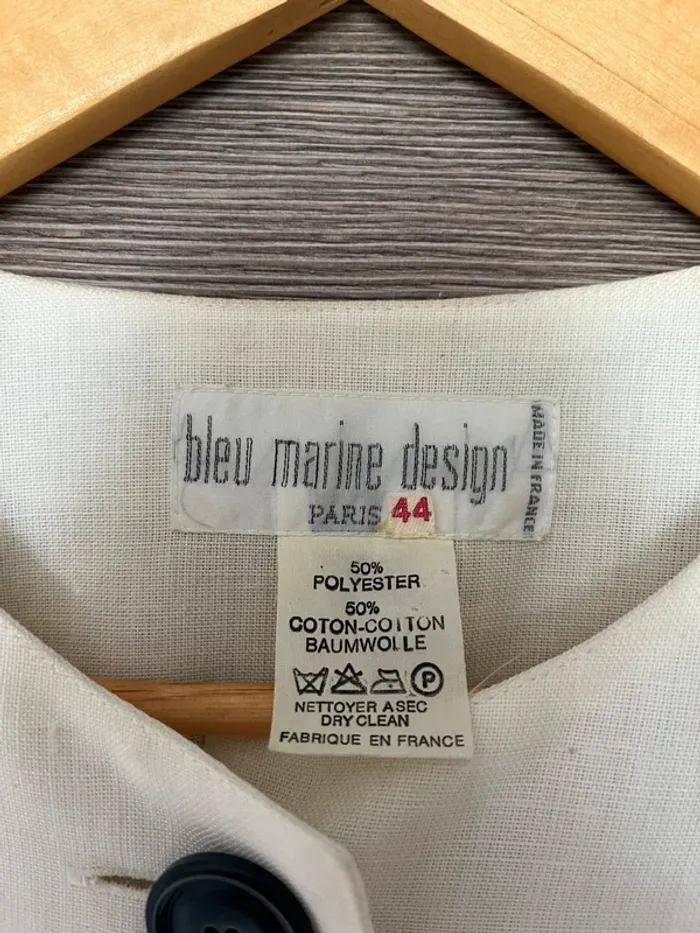 bleu marine design
PARIS 44
MADE IN FRANCE
50%
POLYESTER
50%
COTON-COTTON
BAUMWOLLE
P
NETTOYER A SEC
DRY CLEAN
FABRIQUE EN FRANCE